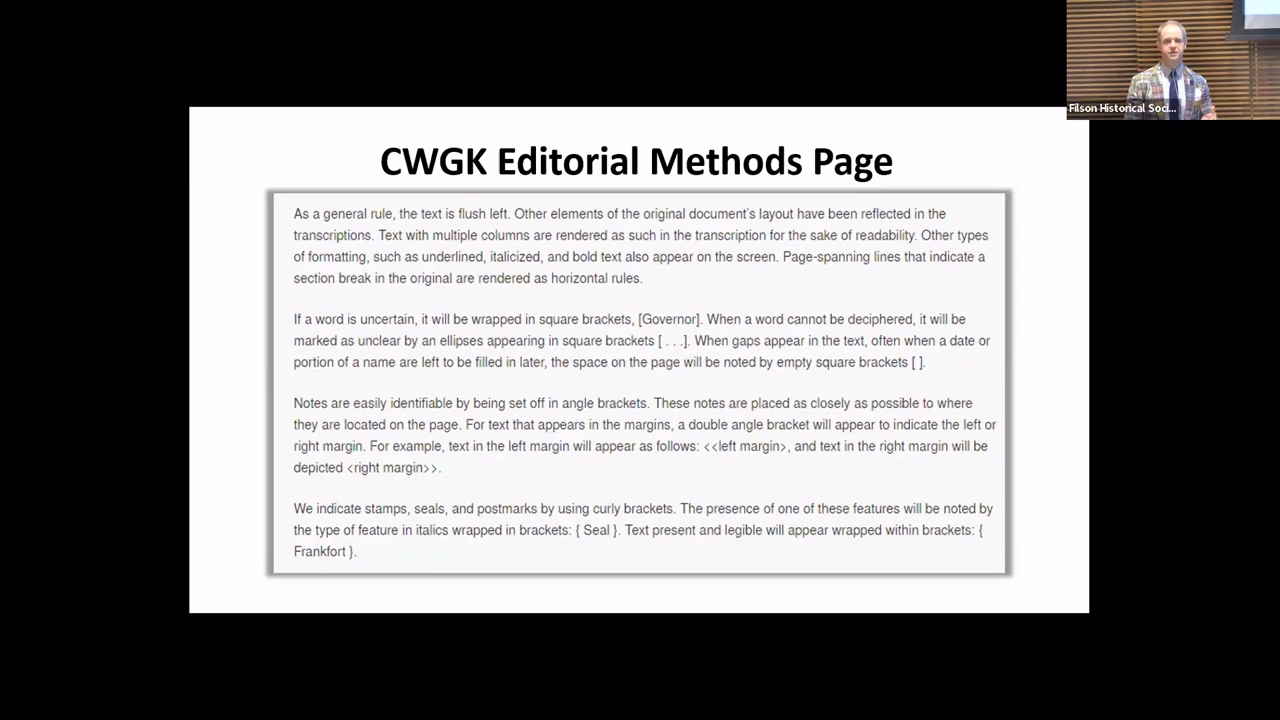 CWGK Editorial Methods Page
As a general rule, the text is flush left. Other elements of the original document's layout have been reflected in the
transcriptions. Text with multiple columns are rendered as such in the transcription for the sake of readability. Other types
of formatting, such as underlined, italicized, and bold text also appear on the screen. Page-spanning lines that indicate a
section break in the original are rendered as horizontal rules.
If a word is uncertain, it will be wrapped in square brackets, [Governor]. When a word cannot be deciphered, it will be
marked as unclear by an ellipses appearing in square brackets [ . . .]. When gaps appear in the text, often when a date or
portion of a name are left to be filled in later, the space on the page will be noted by empty square brackets [ ].
Notes are easily identifiable by being set off in angle brackets. These notes are placed as closely as possible to where
they are located on the page. For text that appears in the margins, a double angle bracket will appear to indicate the left or
right margin. For example, text in the left margin will appear as follows: <<left margin>, and text in the right margin will be
depicted <right margin>>.
We indicate stamps, seals, and postmarks by using curly brackets. The presence of one of these features will be noted by
the type of feature in italics wrapped in brackets: { Seal }. Text present and legible will appear wrapped within brackets: {
Frankfort }.
Filson Historical Soci...